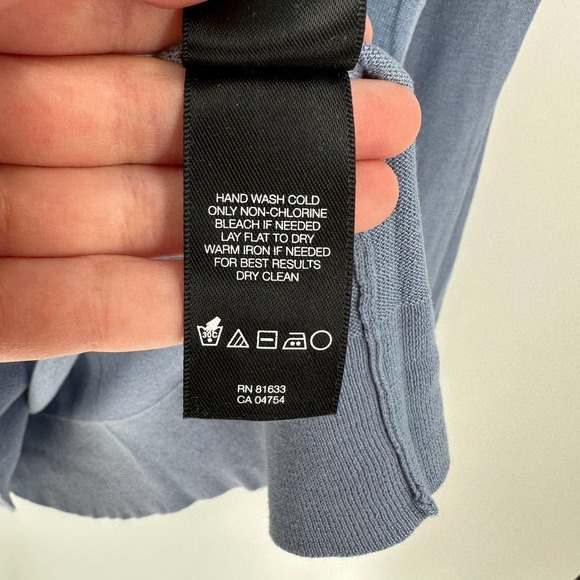 HAND WASH COLD
ONLY NON-CHLORINE
BLEACH IF NEEDED
LAY FLAT TO DRY
WARM IRON IF NEEDED
FOR BEST RESULTS
DRY CLEAN
30C
RN 81633
CA 04754